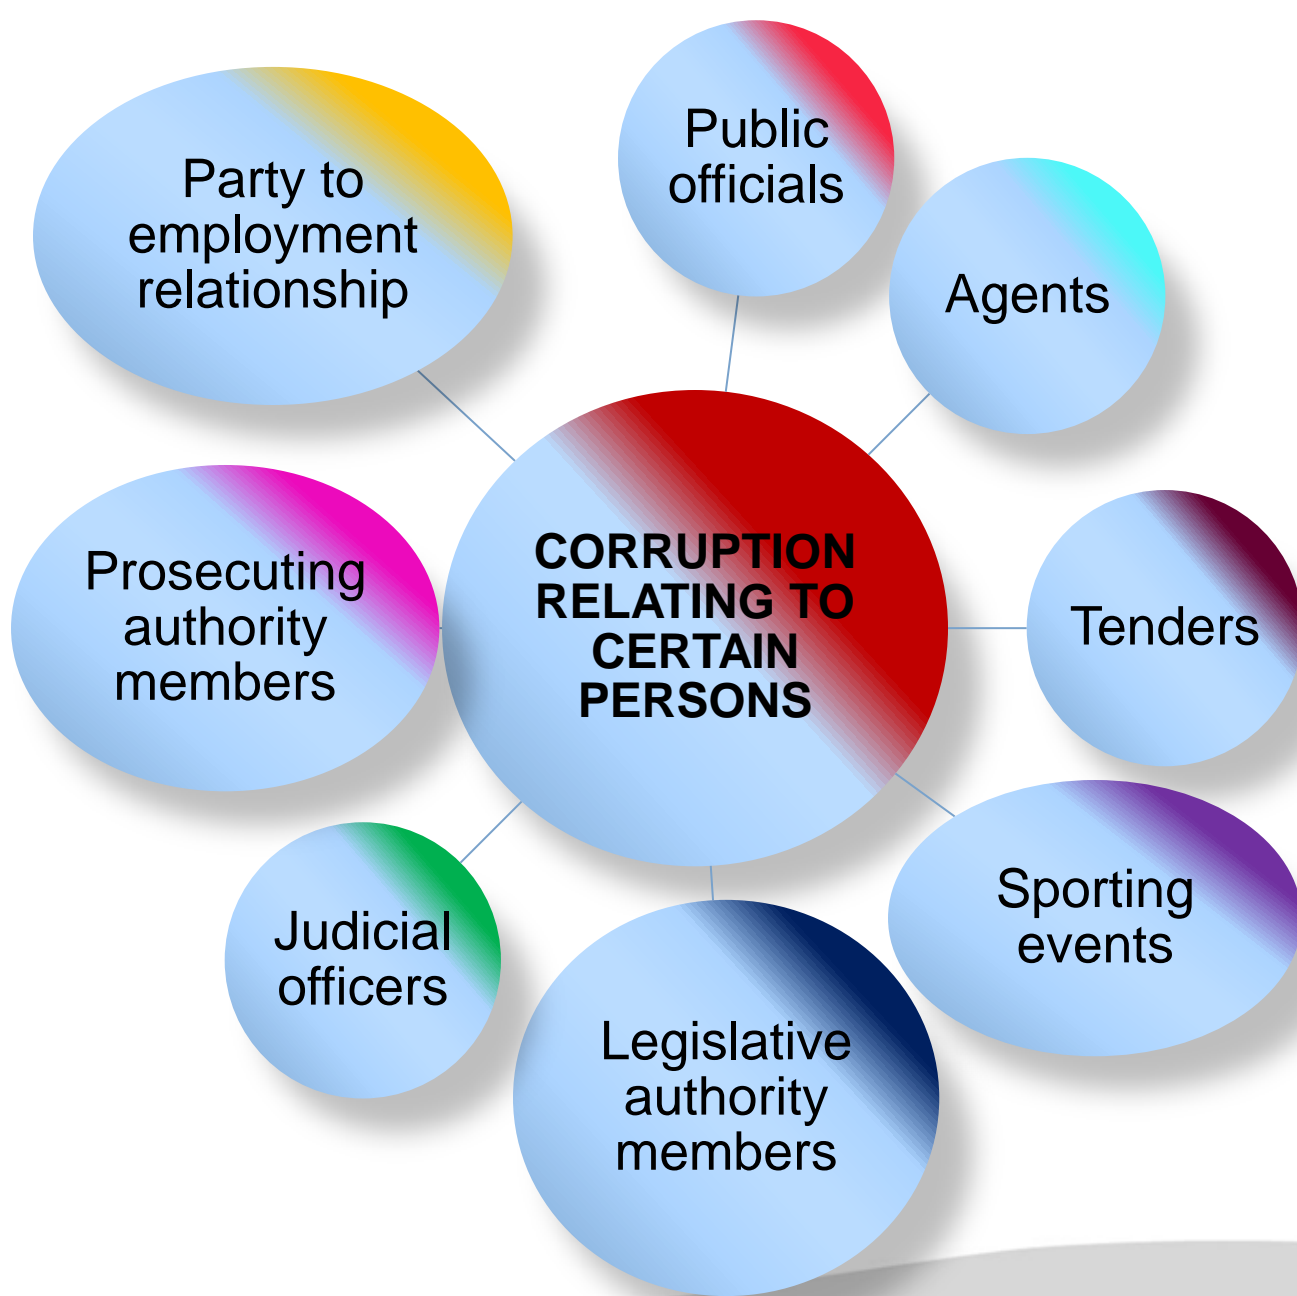 Public
officials
Party to
employment
relationship
Agents
CORRUPTION
RELATING TO
CERTAIN
PERSONS
Prosecuting
authority
members
Tenders
Sporting
events
Judicial
officers
Legislative
authority
members